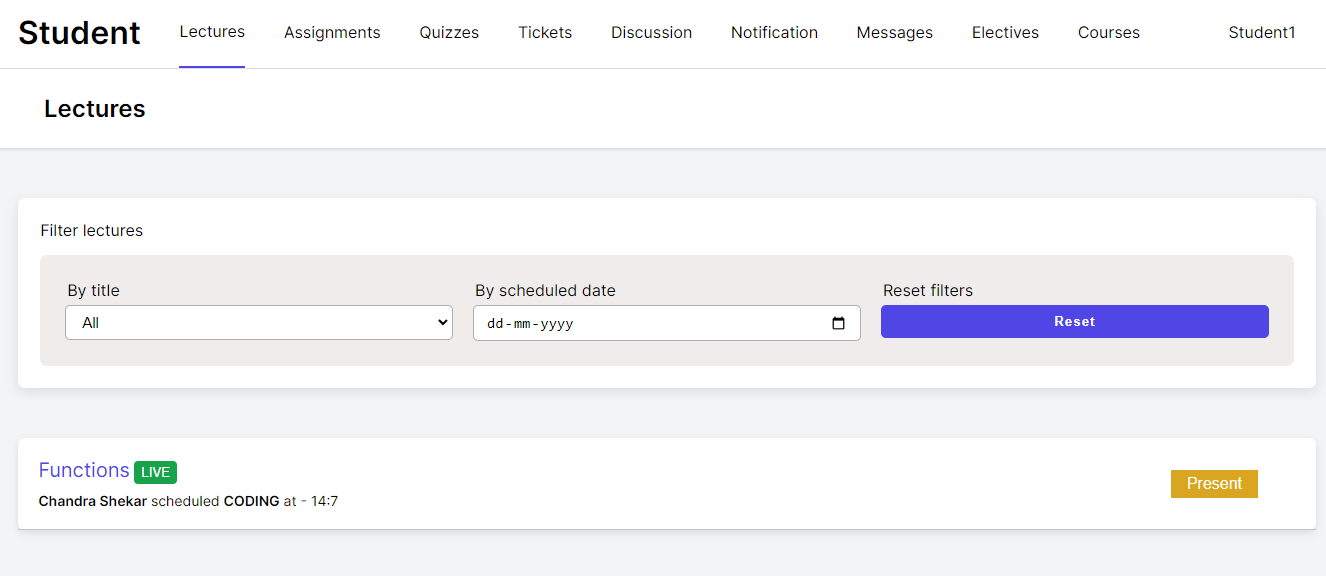 Student Lectures Assignments Quizzes Tickets Discussion Notification Messages Electives Courses Student1
Lectures
Filter lectures
By title By scheduled date Reset filters
All dd-mm-yyyy Reset
Functions LIVE
Chandra Shekar scheduled CODING at - 14:7
Present